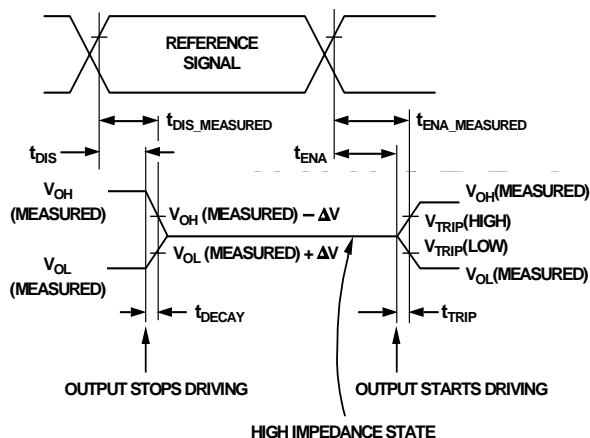 REFERENCE
SIGNAL
tDIS_MEASURED
tENA_MEASURED
tDIS
tENA
VOH
(MEASURED)
VOH (MEASURED) – ΔV
VOL (MEASURED) + ΔV
VOH(MEASURED)
VTRIP(HIGH)
VTRIP(LOW)
VOL
(MEASURED)
VOL(MEASURED)
tDECAY
tTRIP
OUTPUT STOPS DRIVING
OUTPUT STARTS DRIVING
HIGH IMPEDANCE STATE